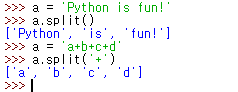 >>> a = 'Python is fun!'
>>> a.split()
['Python', 'is', 'fun!']
>>> a = 'a+b+c+d'
>>> a.split('+')
['a', 'b', 'c', 'd']
>>>